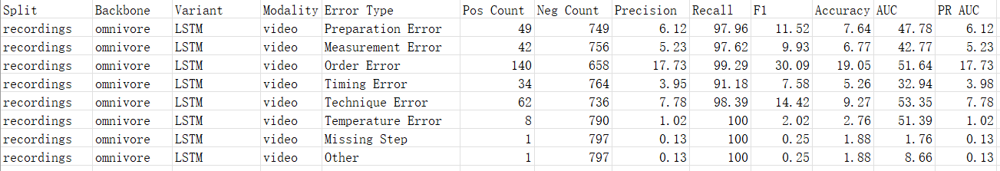 Split Backbone Variant Modality Error Type Pos Count Neg Count Precision Recall F1 Accuracy AUC PR AUC
recordings omnivore LSTM video Preparation Error 49 749 6.12 97.96 11.52 7.64 47.78 6.12
recordings omnivore LSTM video Measurement Error 42 756 5.23 97.62 9.93 6.77 42.77 5.23
recordings omnivore LSTM video Order Error 140 658 17.73 99.29 30.09 19.05 51.64 17.73
recordings omnivore LSTM video Timing Error 34 764 3.95 91.18 7.58 5.26 32.94 3.98
recordings omnivore LSTM video Technique Error 62 736 7.78 98.39 14.42 9.27 53.35 7.78
recordings omnivore LSTM video Temperature Error 8 790 1.02 100 2.02 2.76 51.39 1.02
recordings omnivore LSTM video Missing Step 1 797 0.13 100 0.25 1.88 1.76 0.13
recordings omnivore LSTM video Other 1 797 0.13 100 0.25 1.88 8.66 0.13